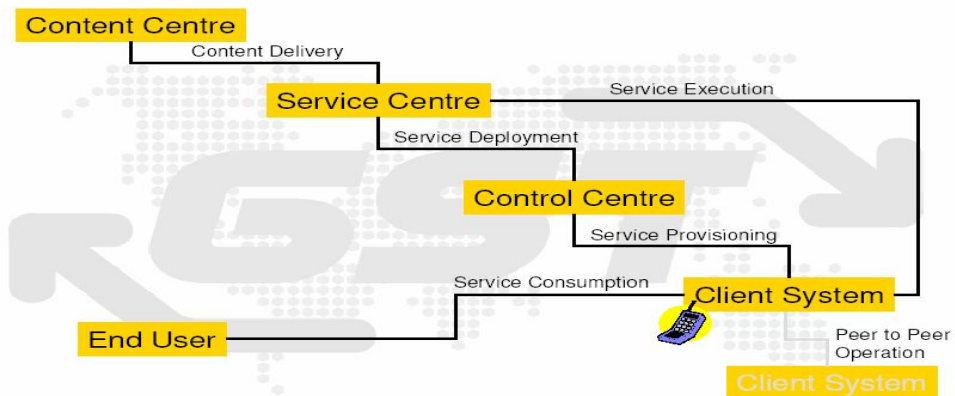 Content Centre
Content Delivery
Service Centre
Service Execution
Service Deployment
GST
Control Centre
Service Provisioning
Service Consumption
Client System
End User
Peer to Peer
Operation
Client System